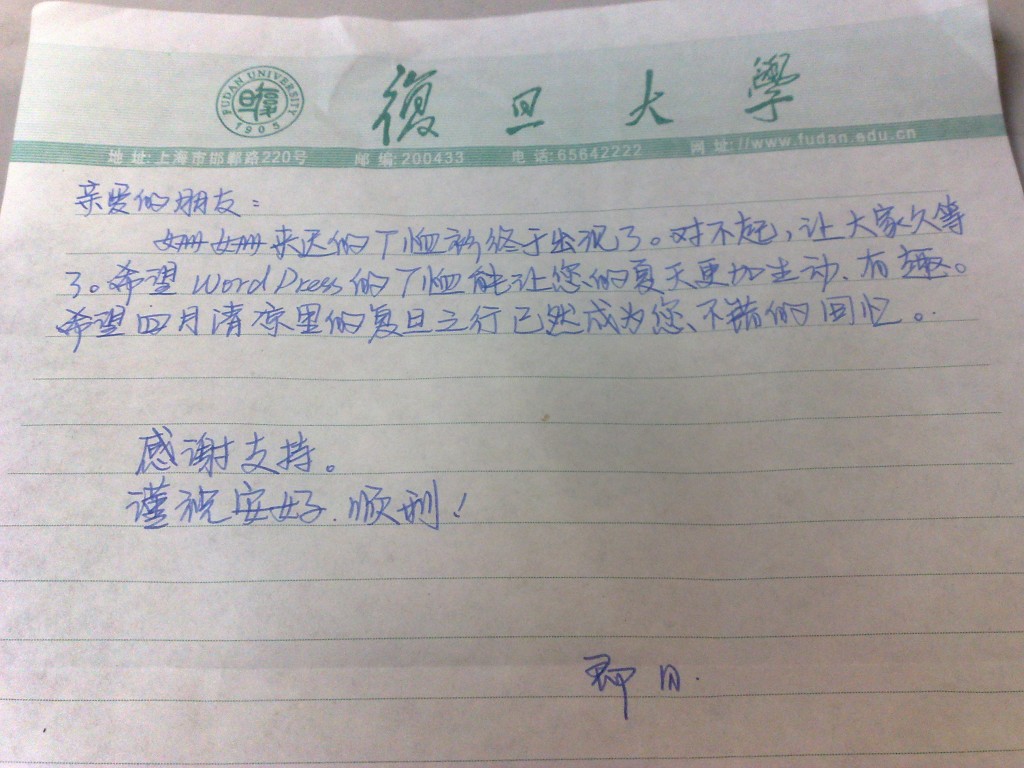 FUDAN UNIVERSITY
1905
復旦大學
地址:上海市邯郸路220号 邮编:200433 电话:65642222 网址://www.fudan.edu.cn
亲爱的朋友:
姗姗来迟的T恤衫终于出现了。对不起,让大家久等
了。希望WordPress的T恤能让您的夏天更加生动、有趣。
希望四月清凉里的复旦之行已然成为您、不错的回忆。
感谢支持。
谨祝安好、顺利!
即日.